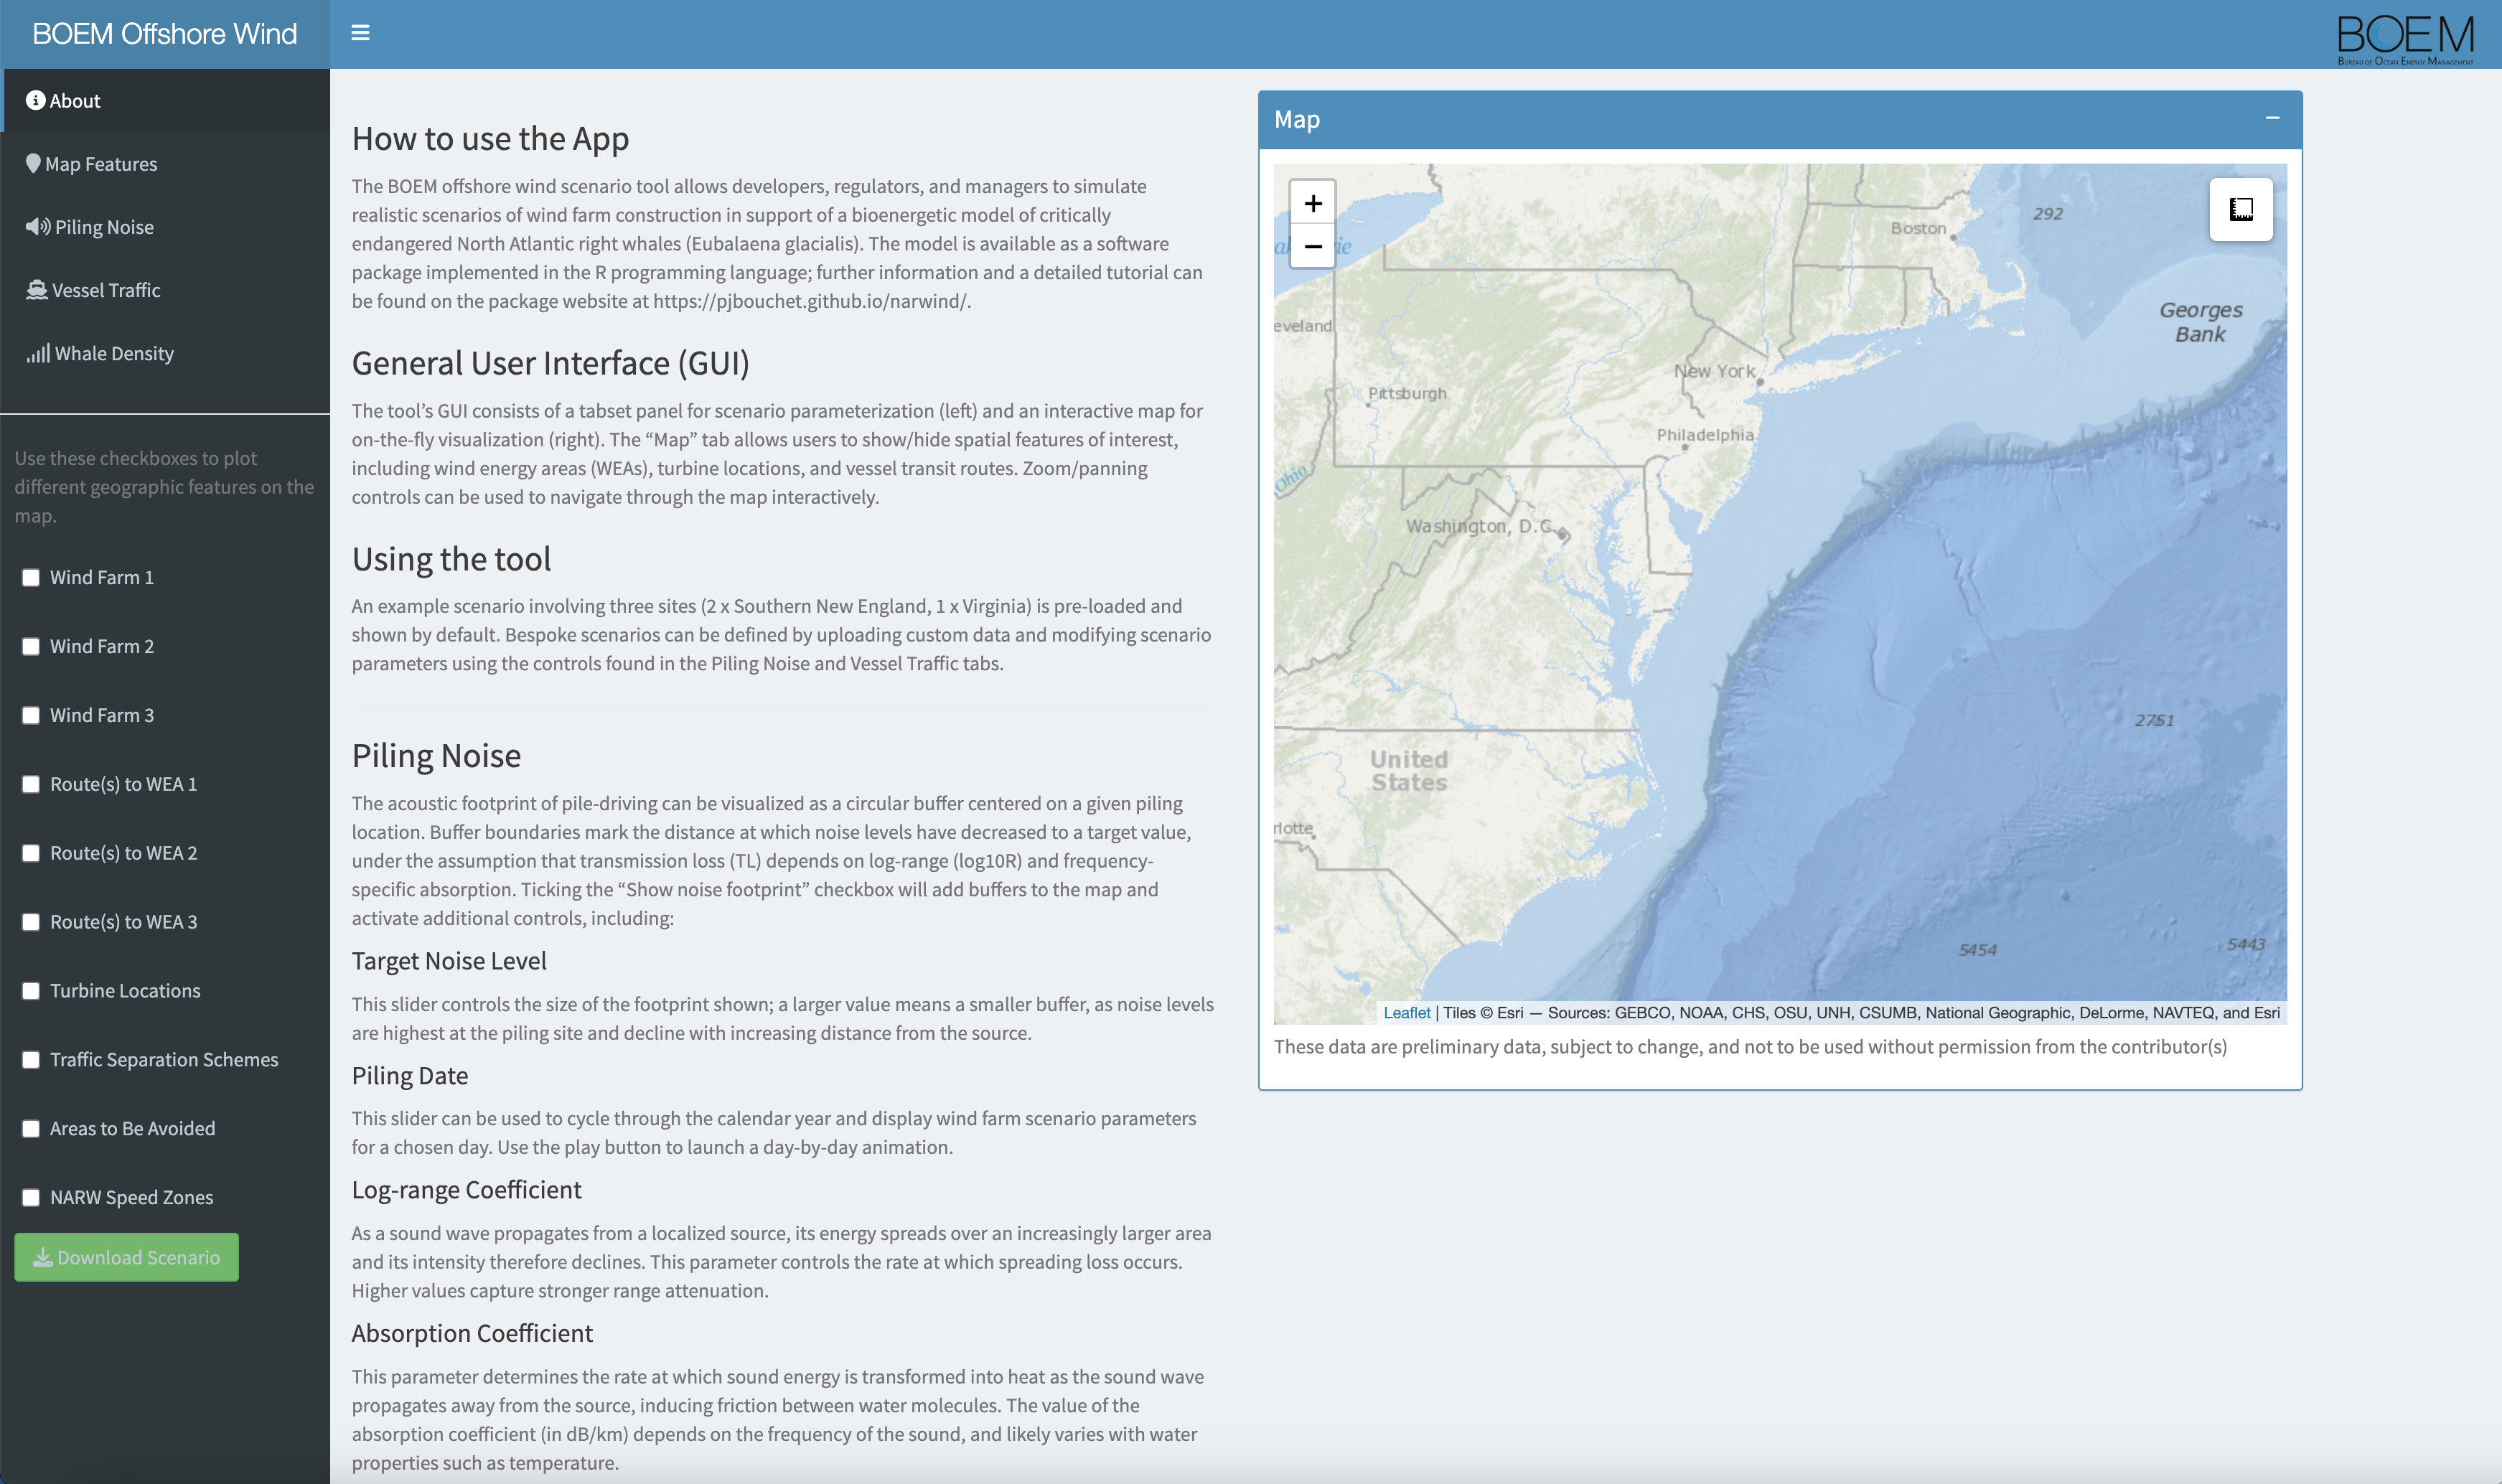 BOEM Offshore Wind
BOEM
BUREAU OF OCEAN ENERGY MANAGEMENT
About
Map Features
Piling Noise
Vessel Traffic
Whale Density
Use these checkboxes to plot
different geographic features on the
map.
Wind Farm 1
Wind Farm 2
Wind Farm 3
Route(s) to WEA 1
Route(s) to WEA 2
Route(s) to WEA 3
Turbine Locations
Traffic Separation Schemes
Areas to Be Avoided
NARW Speed Zones
Download Scenario
How to use the App
The BOEM offshore wind scenario tool allows developers, regulators, and managers to simulate
realistic scenarios of wind farm construction in support of a bioenergetic model of critically
endangered North Atlantic right whales (Eubalaena glacialis). The model is available as a software
package implemented in the R programming language; further information and a detailed tutorial can
be found on the package website at https://pjbouchet.github.io/narwind/.
General User Interface (GUI)
The tool’s GUI consists of a tabset panel for scenario parameterization (left) and an interactive map for
on-the-fly visualization (right). The “Map” tab allows users to show/hide spatial features of interest,
including wind energy areas (WEAs), turbine locations, and vessel transit routes. Zoom/panning
controls can be used to navigate through the map interactively.
Using the tool
An example scenario involving three sites (2 x Southern New England, 1 x Virginia) is pre-loaded and
shown by default. Bespoke scenarios can be defined by uploading custom data and modifying scenario
parameters using the controls found in the Piling Noise and Vessel Traffic tabs.
Piling Noise
The acoustic footprint of pile-driving can be visualized as a circular buffer centered on a given piling
location. Buffer boundaries mark the distance at which noise levels have decreased to a target value,
under the assumption that transmission loss (TL) depends on log-range (log10R) and frequency-
specific absorption. Ticking the “Show noise footprint” checkbox will add buffers to the map and
activate additional controls, including:
Target Noise Level
This slider controls the size of the footprint shown; a larger value means a smaller buffer, as noise levels
are highest at the piling site and decline with increasing distance from the source.
Piling Date
This slider can be used to cycle through the calendar year and display wind farm scenario parameters
for a chosen day. Use the play button to launch a day-by-day animation.
Log-range Coefficient
As a sound wave propagates from a localized source, its energy spreads over an increasingly larger area
and its intensity therefore declines. This parameter controls the rate at which spreading loss occurs.
Higher values capture stronger range attenuation.
Absorption Coefficient
This parameter determines the rate at which sound energy is transformed into heat as the sound wave
propagates away from the source, inducing friction between water molecules. The value of the
absorption coefficient (in dB/km) depends on the frequency of the sound, and likely varies with water
properties such as temperature.
Map
+
−
292
Boston
Georges
Bank
eveland
New York
Pittsburgh
Philadelphia
Ohio
Washington, D.C.
2751
United
States
rlotte
5454
5443
Leaflet | Tiles © Esri — Sources: GEBCO, NOAA, CHS, OSU, UNH, CSUMB, National Geographic, DeLorme, NAVTEQ, and Esri
These data are preliminary data, subject to change, and not to be used without permission from the contributor(s)